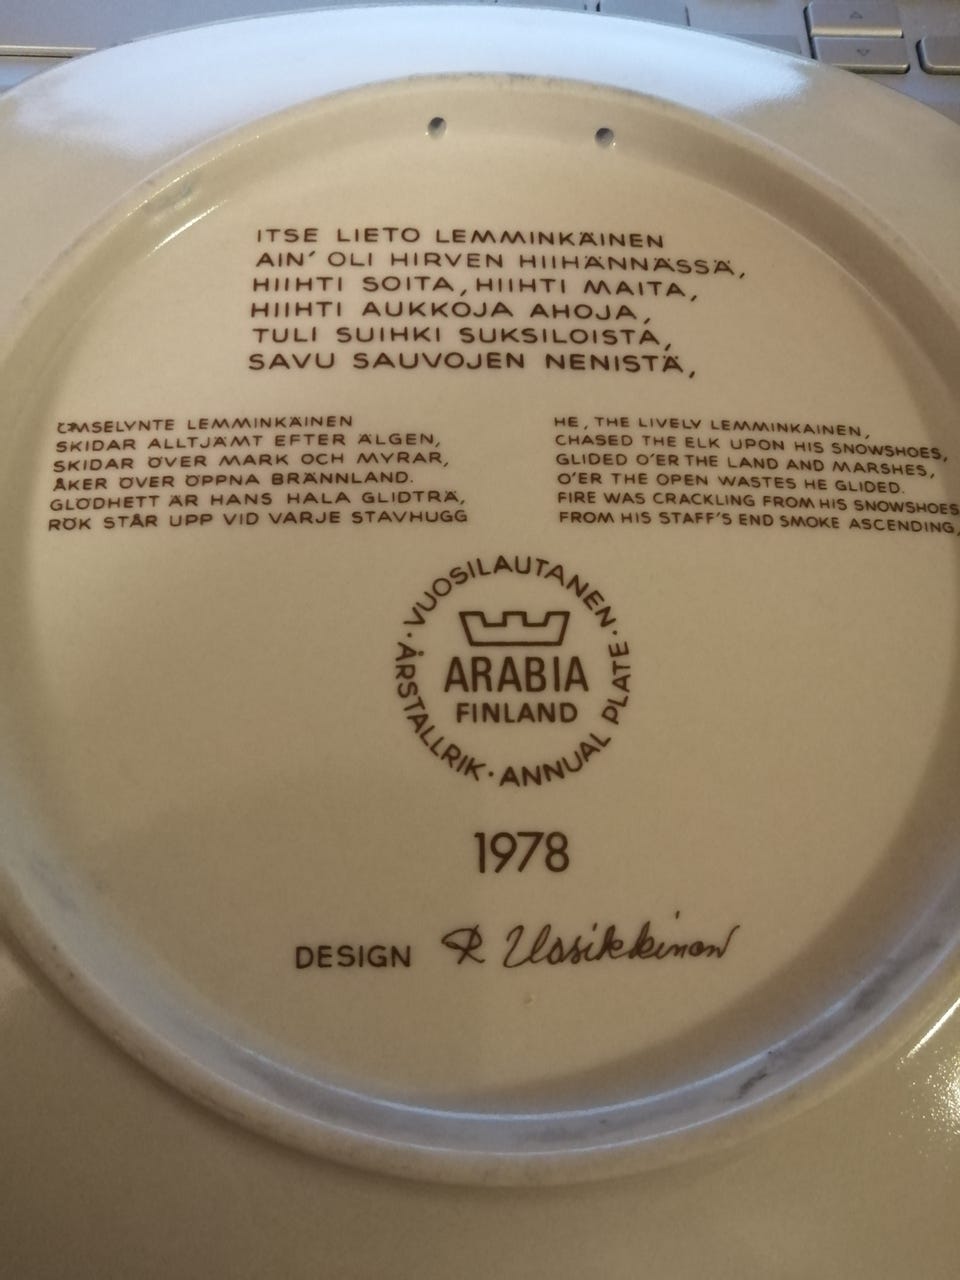 ITSE LIETO LEMMINKÄINEN
AIN' OLI HIRVEN HIIHÄNNÄSSÄ,
HIIHTI SOITA, HIIHTI MAITA,
HIIHTI AUKKOJA AHOJA,
TULI SUIHKI SUKSILOISTA,
SAVU SAUVOJEN NENISTÄ,
LEMMINKÄINEN
SKIDAR ALLTJÄMT EFTER ÄLGEN,
SKIDAR ÖVER MARK OCH MYRAR,
ÅKER ÖVER ÖPPNA BRÄNNLAND.
GLÖDHETT ÄR HANS HALA GLIDTRÄ,
RÖK STÅR UPP VID VARJE STAVHUGG
HE, THE LIVELY LEMMINKAINEN,
CHASED THE ELK UPON HIS SNOWSHOES,
GLIDED O'ER THE LAND AND MARSHES,
O'ER THE OPEN WASTES HE GLIDED.
FIRE WAS CRACKLING FROM HIS SNOWSHOES
FROM HIS STAFF'S END SMOKE ASCENDING,
· VUOSILAUTANEN · ANNUAL PLATE · ÅRSTALLRIK
ARABIA
FINLAND
1978
DESIGN R Uosikkinen